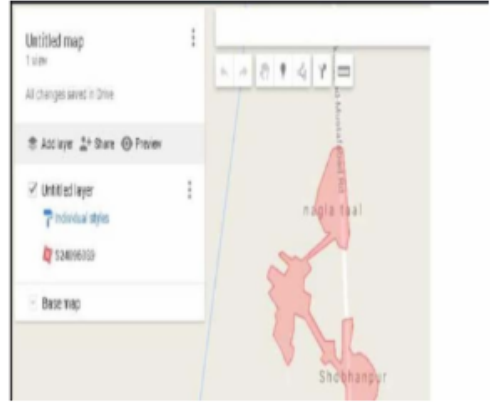 Untitled map
1 view
All changes saved in Drive
Add layer Share Preview
Untitled layer
Individual styles
Base map
nagla taal
Shobhanpur